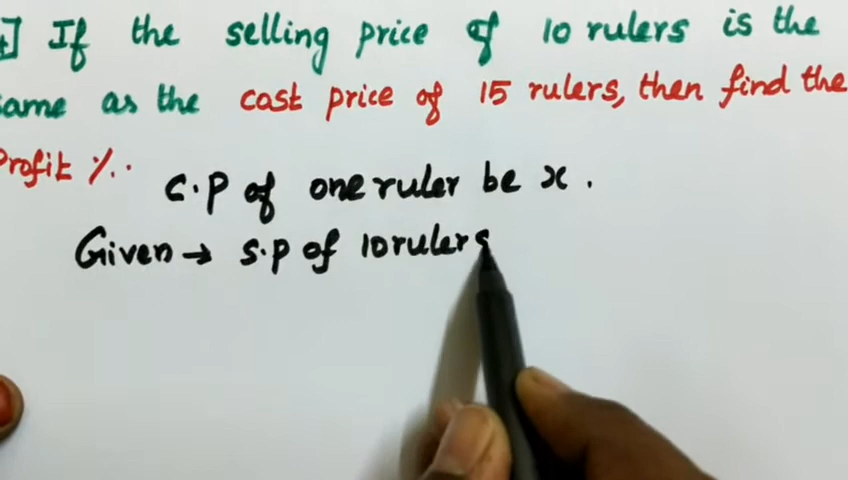 ] If the selling price of 10 rulers is the
same as the cost price of 15 rulers, then find the
Profit %.
C.P of one ruler be x.
Given → S.P of 10 rulers